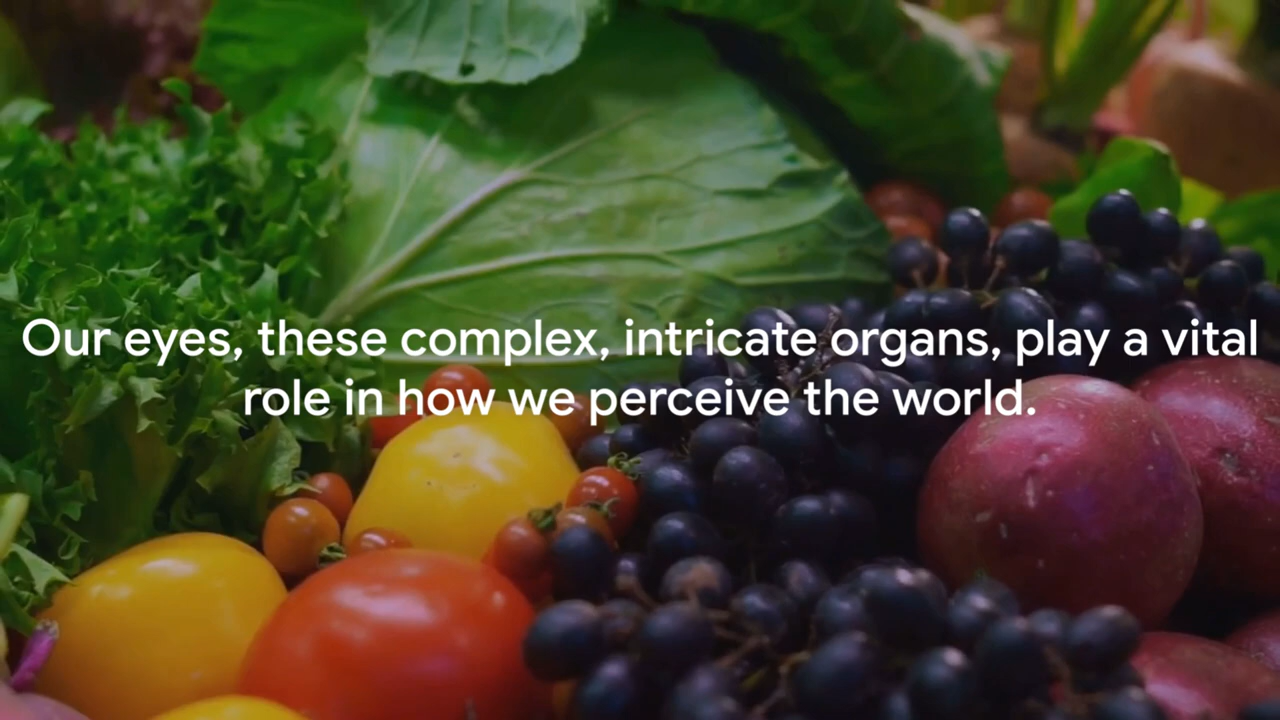 Our eyes, these complex, intricate organs, play a vital
role in how we perceive the world.